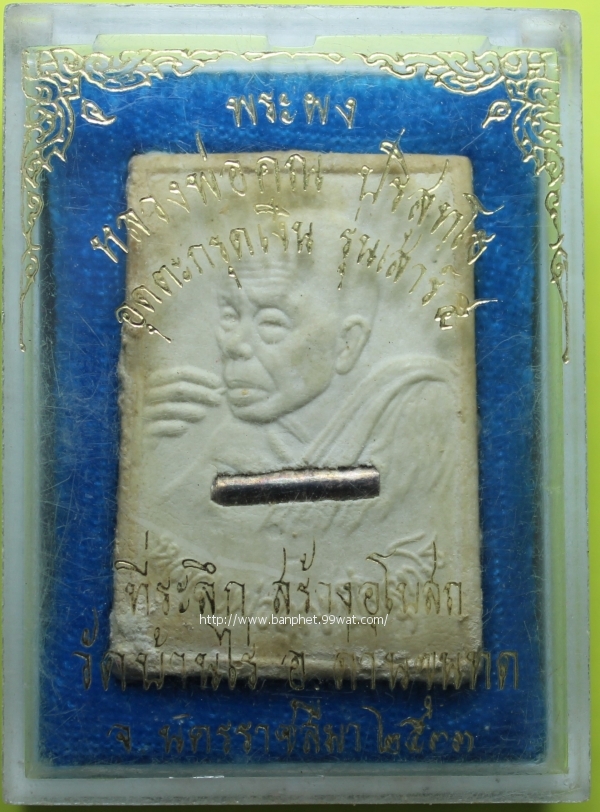 พระผง
หลวงพ่อคูณ ปริสุทโธ
อุดตะกรุดเงิน รุ่นเสาร์ ๕
ที่ระลึก สร้างอุโบสถ
http://www.banphet.99wat.com/
วัดบ้านไร่ อ. ด่านขุนทด
จ. นครราชสีมา ๒๕๓๓